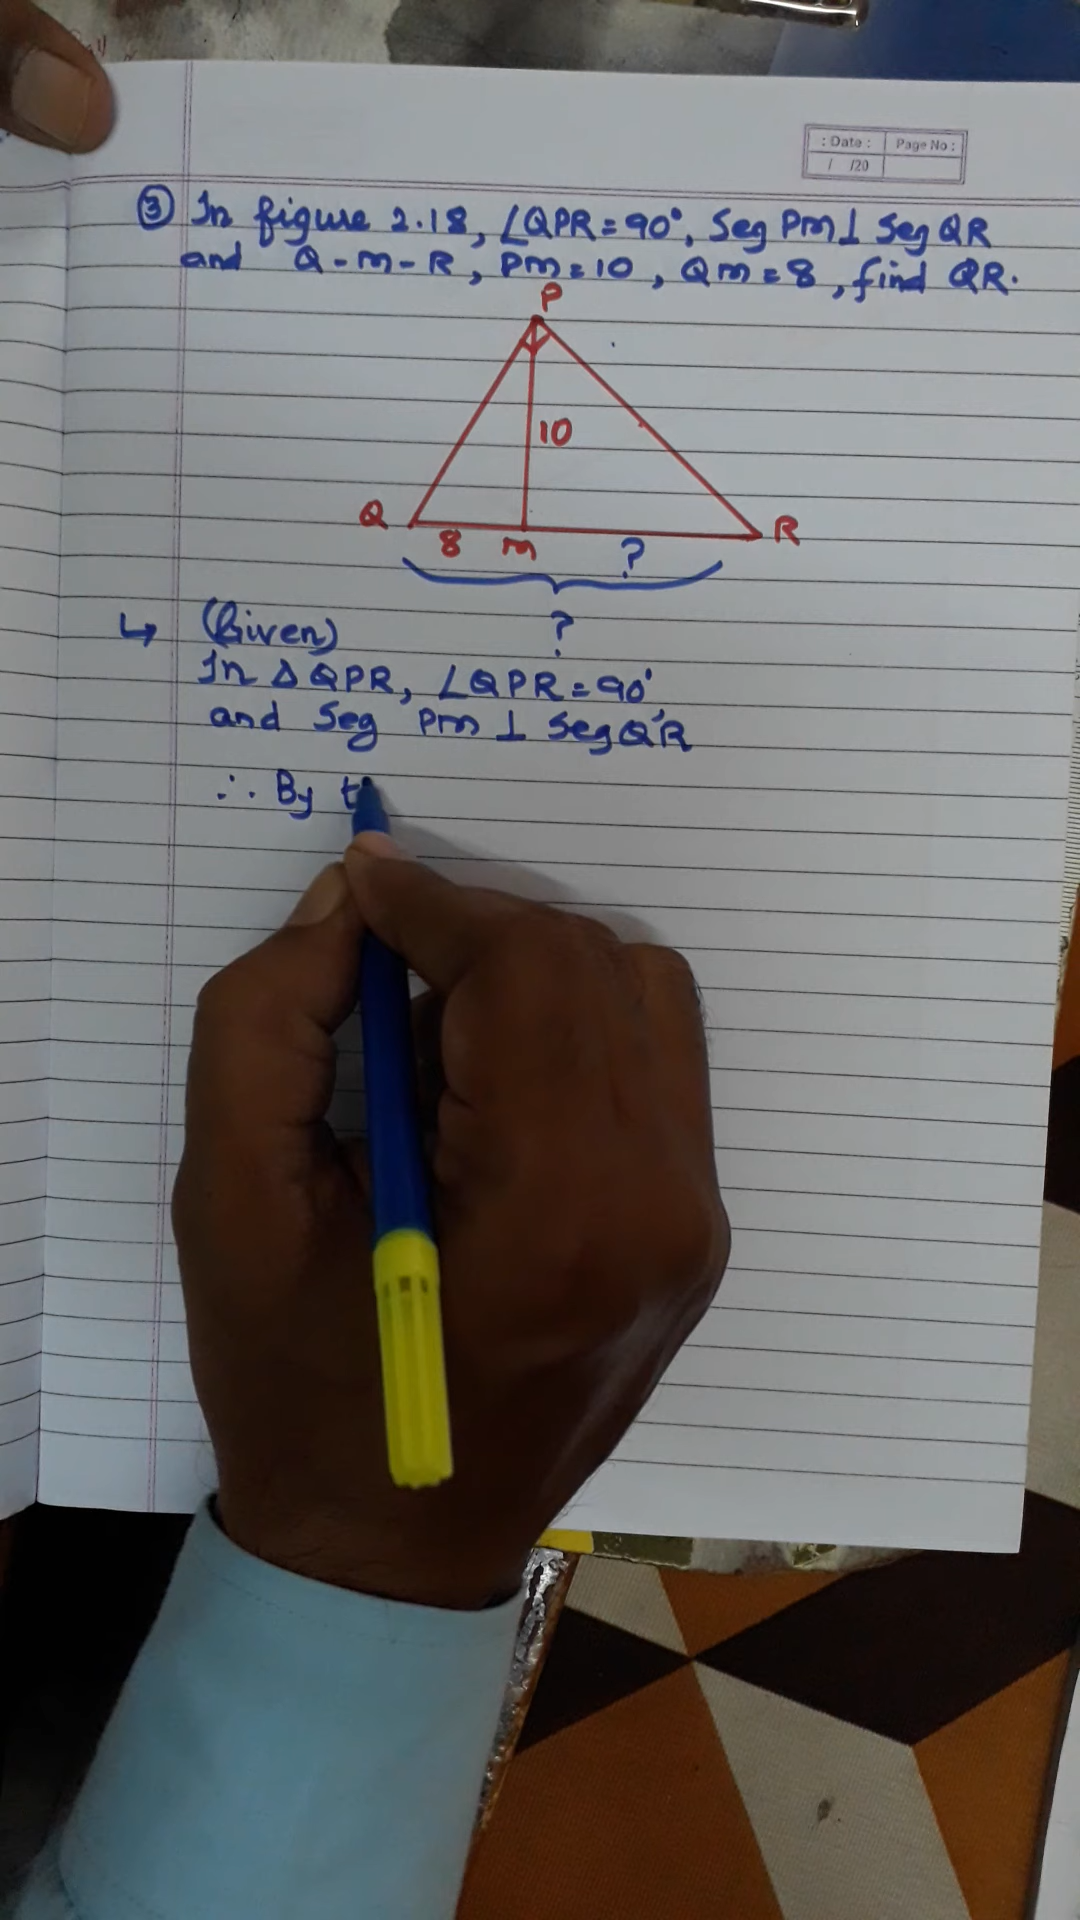 : Date :
Page No :
/ /20
③ In figure 2.18, ∠QPR = 90°, Seg PM ⊥ Seg QR
and Q - M - R, PM = 10, QM = 8, find QR.
P
10
Q
R
8
M
?
?
↳ (Given)
In △QPR, ∠QPR = 90°
and Seg PM ⊥ Seg QR
∴ By t